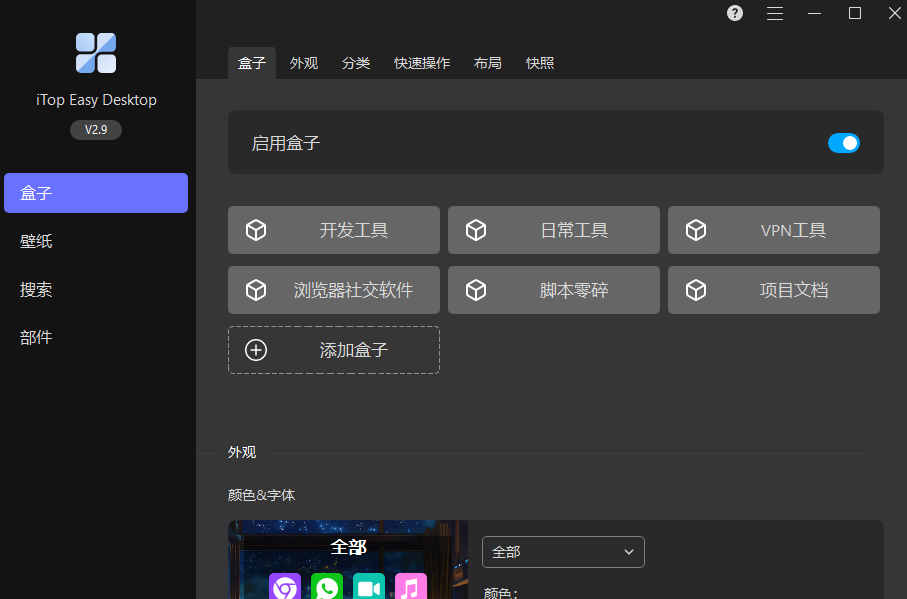 iTop Easy Desktop
V2.9
盒子
壁纸
搜索
部件
盒子 外观 分类 快速操作 布局 快照
启用盒子
开发工具 日常工具 VPN工具
浏览器社交软件 脚本零碎 项目文档
添加盒子
外观
颜色&字体
全部
全部
颜色：